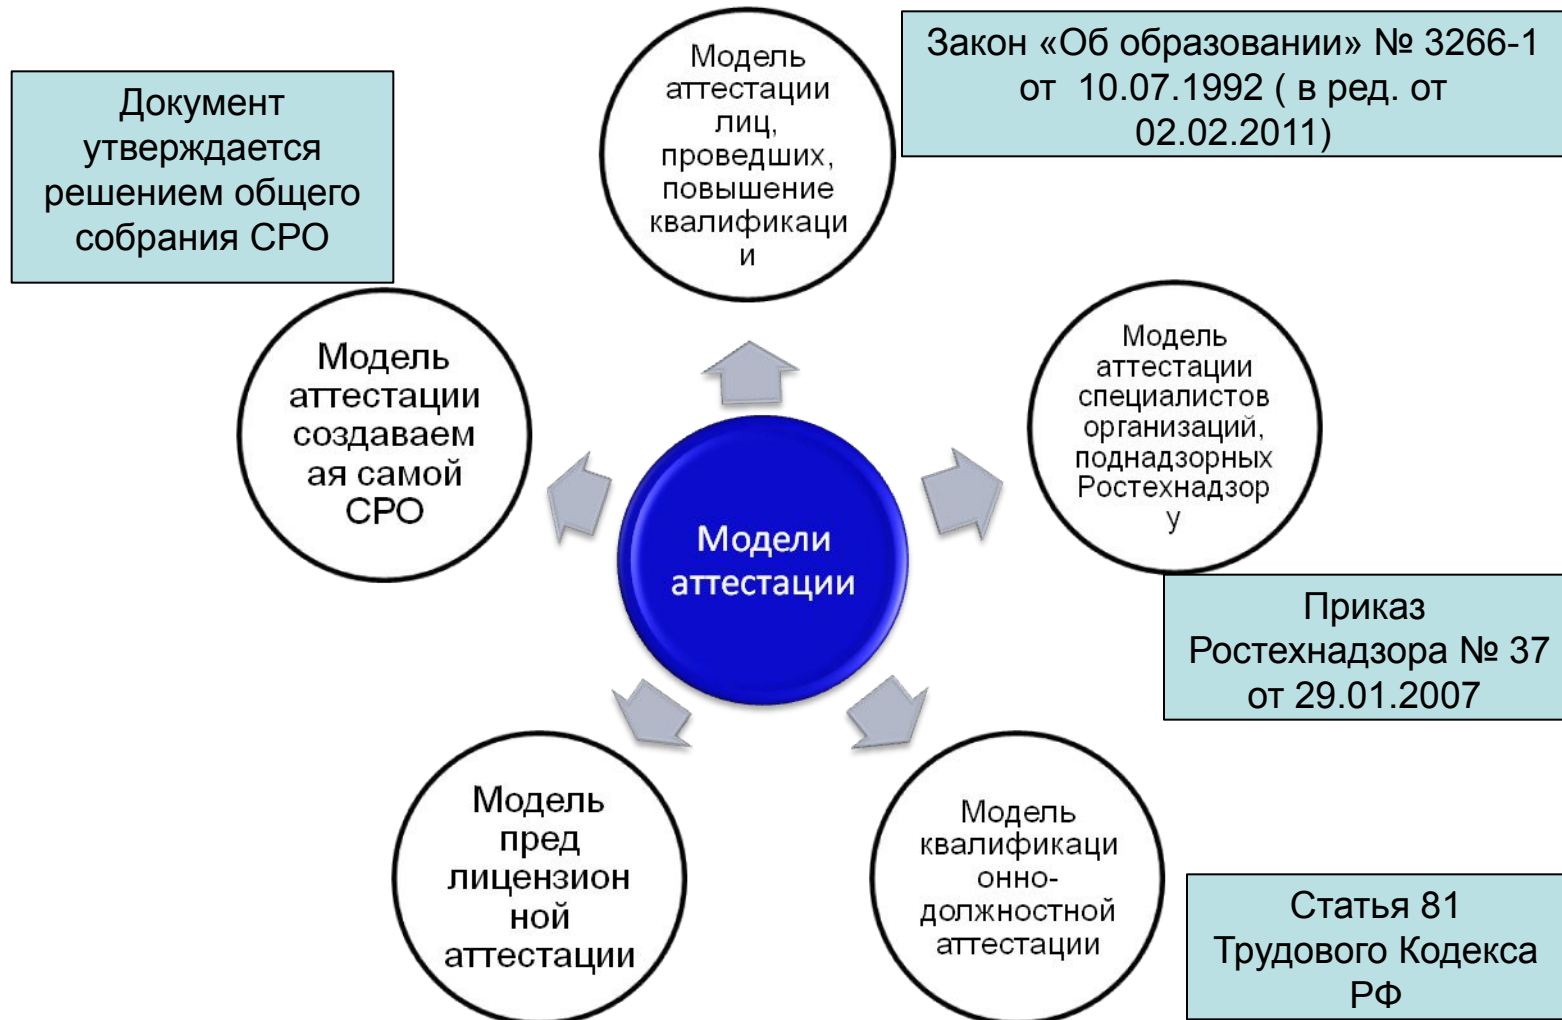 Модель
аттестации
лиц,
проведших,
повышение
квалификаци
и
Закон «Об образовании» № 3266-1
от 10.07.1992 ( в ред. от
02.02.2011)
Документ
утверждается
решением общего
собрания СРО
Модель
аттестации
создаваем
ая самой
СРО
Модель
аттестации
специалистов
организаций,
поднадзорных
Ростехнадзор
у
Модели
аттестации
Приказ
Ростехнадзора № 37
от 29.01.2007
Модель
пред
лицензион
ной
аттестации
Модель
квалификаци
онно-
должностной
аттестации
Статья 81
Трудового Кодекса
РФ